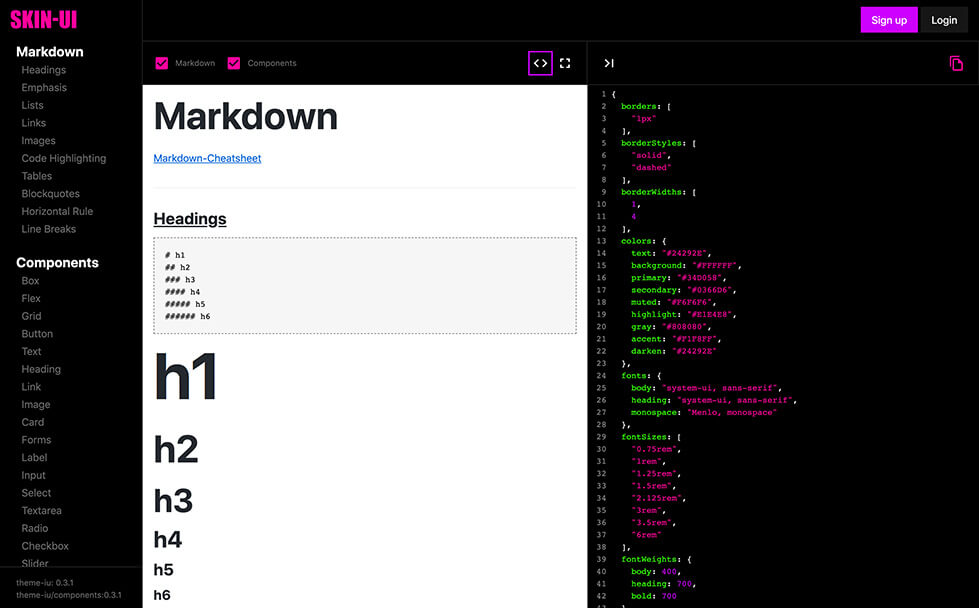 SKIN-UI
Sign up
Login
Markdown
Headings
Emphasis
Lists
Links
Images
Code Highlighting
Tables
Blockquotes
Horizontal Rule
Line Breaks
Components
Box
Flex
Grid
Button
Text
Heading
Link
Image
Card
Forms
Label
Input
Select
Textarea
Radio
Checkbox
Slider
theme-iu: 0.3.1
theme-iu/components:0.3.1
Markdown
Components
<>
Markdown
Markdown-Cheatsheet
Headings
# h1
## h2
### h3
#### h4
##### h5
###### h6
h1
h2
h3
h4
h5
h6
1 {
2 borders: [
3 "1px"
4 ],
5 borderStyles: [
6 "solid",
7 "dashed"
8 ],
9 borderWidths: [
10 1,
11 4
12 ],
13 colors: {
14 text: "#24292E",
15 background: "#FFFFFF",
16 primary: "#34D058",
17 secondary: "#0366D6",
18 muted: "#F6F6F6",
19 highlight: "#E1E4E8",
20 gray: "#808080",
21 accent: "#F1F8FF",
22 darken: "#24292E"
23 },
24 fonts: {
25 body: "system-ui, sans-serif",
26 heading: "system-ui, sans-serif",
27 monospace: "Menlo, monospace"
28 },
29 fontSizes: [
30 "0.75rem",
31 "1rem",
32 "1.25rem",
33 "1.5rem",
34 "2.125rem",
35 "3rem",
36 "3.5rem",
37 "6rem"
38 ],
39 fontWeights: {
40 body: 400,
41 heading: 700,
42 bold: 700